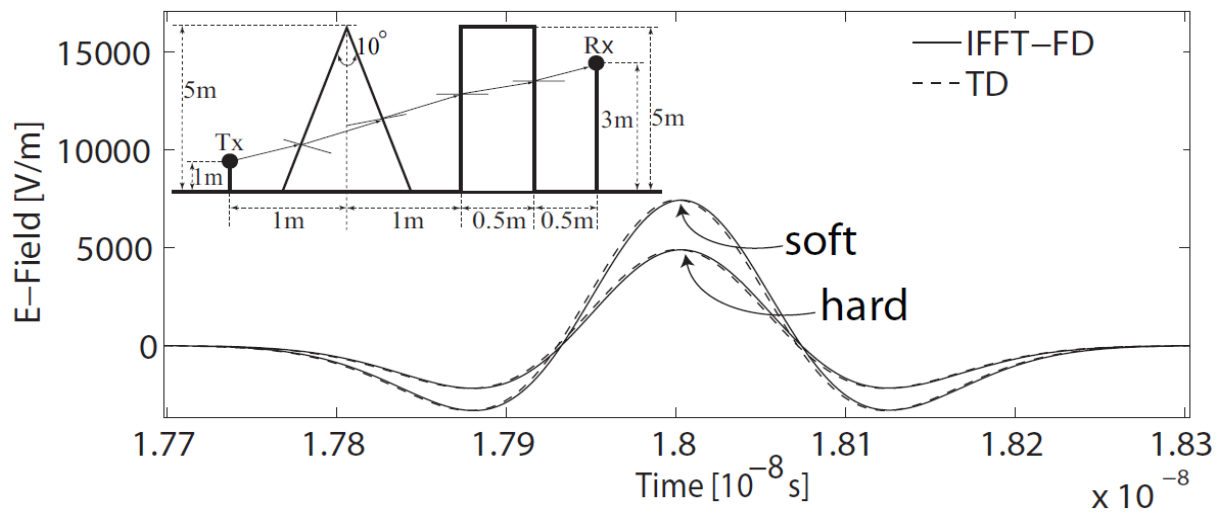 15000
10000
5000
0
E−Field [V/m]
IFFT−FD
TD
10°
Rx
5m
Tx
1m
3m
5m
1m
1m
0.5m
0.5m
soft
hard
1.77
1.78
1.79
1.8
1.81
1.82
1.83
Time [10⁻⁸ s]
x 10⁻⁸